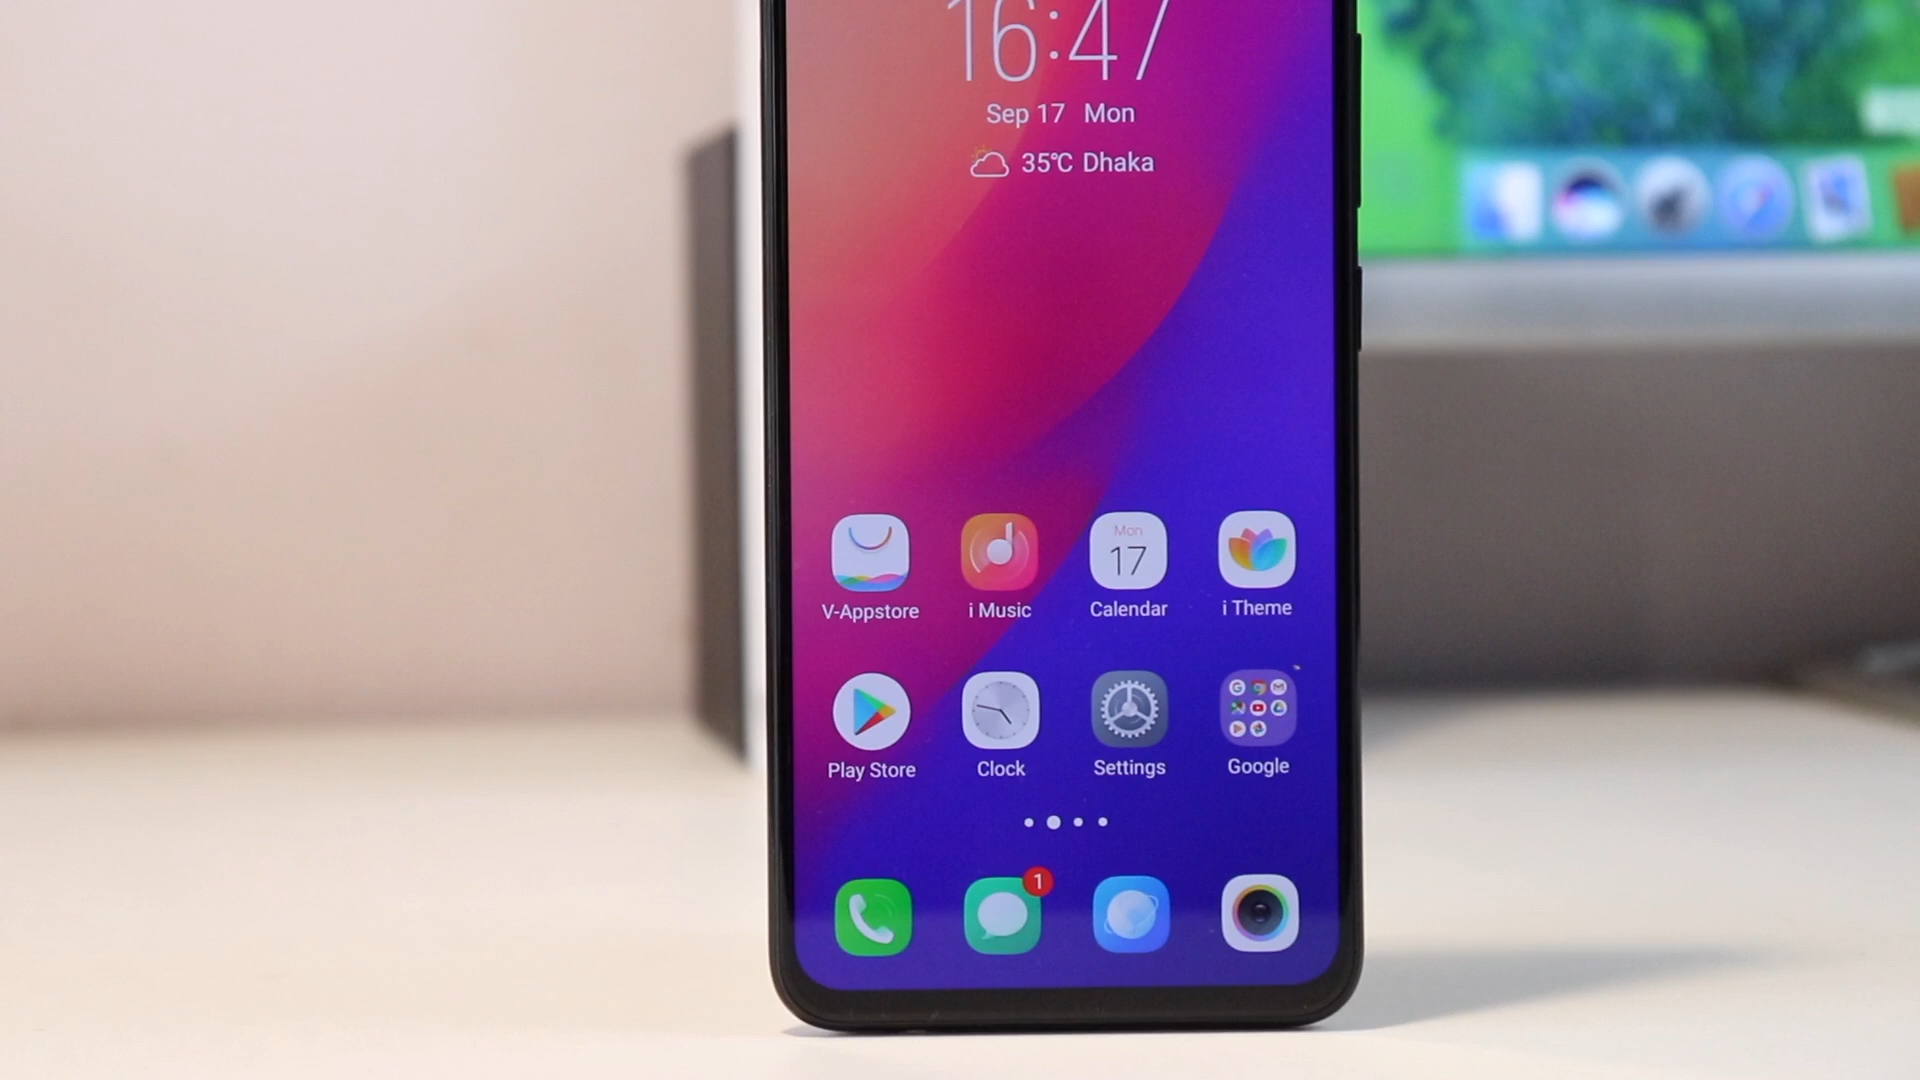 16:47
Sep 17 Mon
35℃ Dhaka
Mon
17
V-Appstore
i Music
Calendar
i Theme
Play Store
Clock
Settings
Google
1